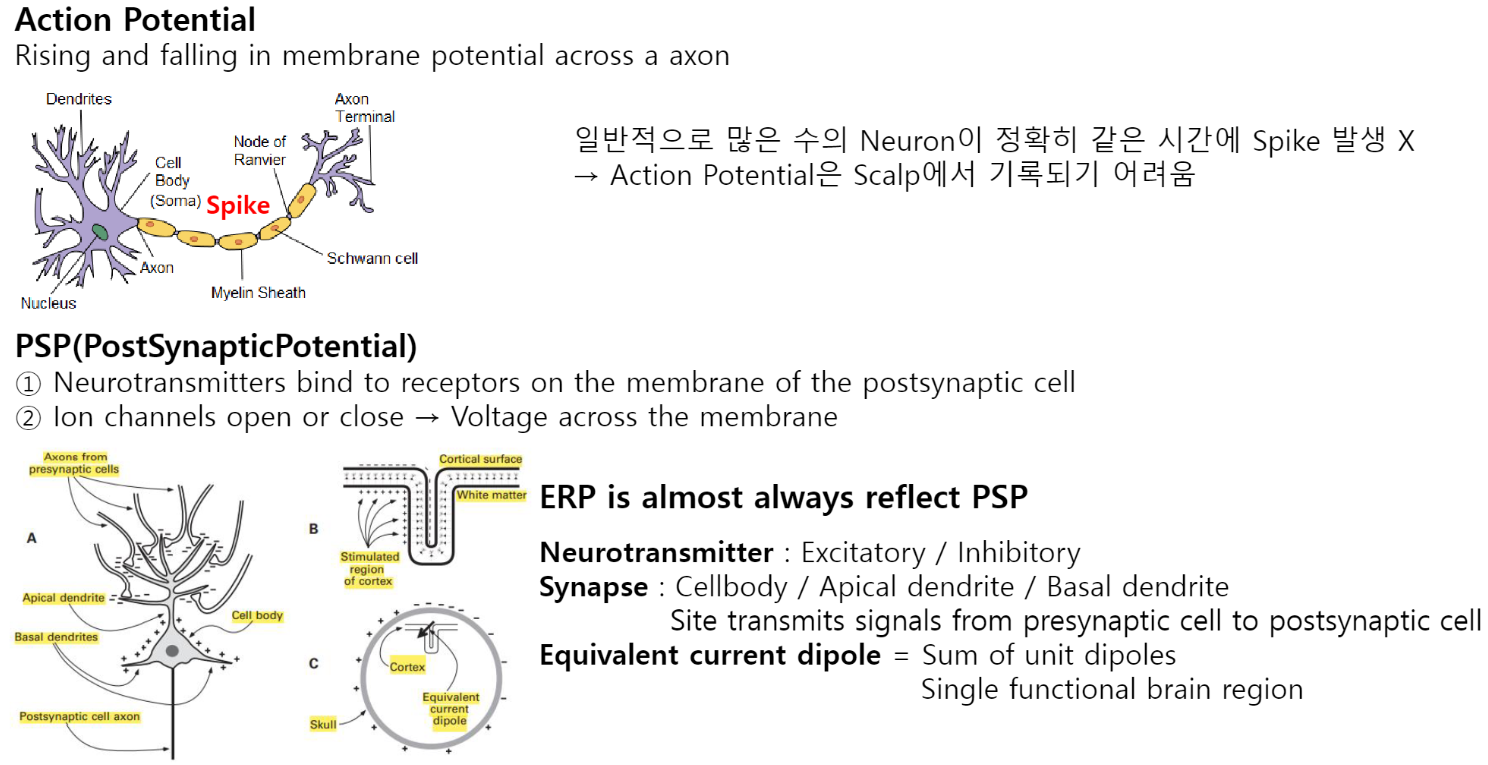 Action Potential
Rising and falling in membrane potential across a axon
Dendrites
Axon
Terminal
Node of
Ranvier
Cell
Body
(Soma)
Spike
Schwann cell
Axon
Myelin Sheath
Nucleus
일반적으로 많은 수의 Neuron이 정확히 같은 시간에 Spike 발생 X
→ Action Potential은 Scalp에서 기록되기 어려움
PSP(PostSynapticPotential)
① Neurotransmitters bind to receptors on the membrane of the postsynaptic cell
② Ion channels open or close → Voltage across the membrane
Axons from
presynaptic cells
A
Apical dendrite
Cell body
Basal dendrites
Postsynaptic cell axon
Cortical surface
White matter
B
Stimulated
region
of cortex
C
Cortex
Equivalent
current
dipole
Skull
ERP is almost always reflect PSP
Neurotransmitter : Excitatory / Inhibitory
Synapse : Cellbody / Apical dendrite / Basal dendrite
Site transmits signals from presynaptic cell to postsynaptic cell
Equivalent current dipole = Sum of unit dipoles
Single functional brain region